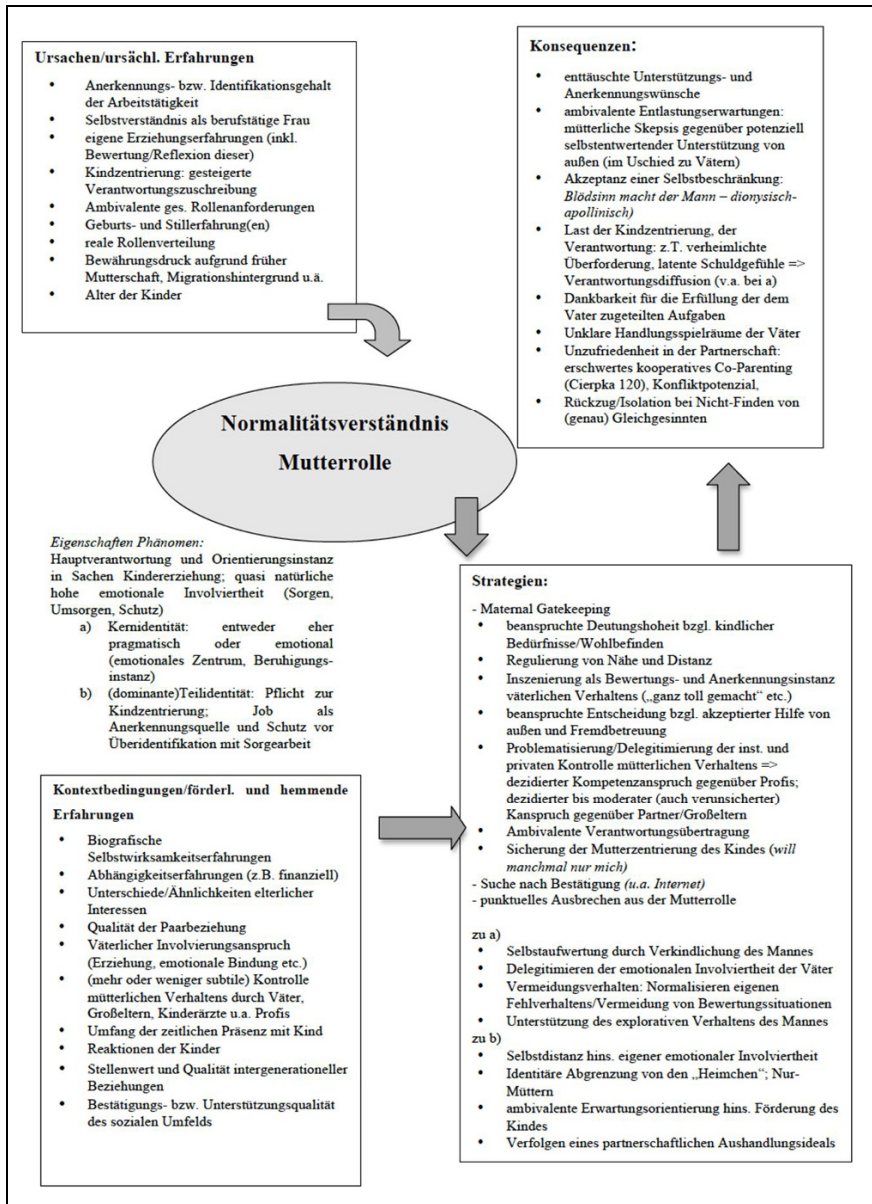 Ursachen/ursächl. Erfahrungen
• Anerkennungs- bzw. Identifikationsgehalt
der Arbeitstätigkeit
• Selbstverständnis als berufstätige Frau
• eigene Erziehungserfahrungen (inkl.
Bewertung/Reflexion dieser)
• Kindzentrierung: gesteigerte
Verantwortungszuschreibung
• Ambivalente ges. Rollenanforderungen
• Geburts- und Stillerfahrung(en)
• reale Rollenverteilung
• Bewährungsdruck aufgrund früher
Mutterschaft, Migrationshintergrund u.ä.
• Alter der Kinder
Konsequenzen:
• enttäuschte Unterstützungs- und
Anerkennungswünsche
• ambivalente Entlastungserwartungen:
mütterliche Skepsis gegenüber potenziell
selbstentwertender Unterstützung von
außen (im Uschied zu Vätern)
• Akzeptanz einer Selbstbeschränkung:
Blödsinn macht der Mann – dionysisch-
apollinisch)
• Last der Kindzentrierung, der
Verantwortung: z.T. verheimlichte
Überforderung, latente Schuldgefühle =>
Verantwortungsdiffusion (v.a. bei a)
• Dankbarkeit für die Erfüllung der dem
Vater zugeteilten Aufgaben
• Unklare Handlungsspielräume der Väter
• Unzufriedenheit in der Partnerschaft:
erschwertes kooperatives Co-Parenting
(Cierpka 120), Konfliktpotenzial,
• Rückzug/Isolation bei Nicht-Finden von
(genau) Gleichgesinnten
Normalitätsverständnis
Mutterrolle
Eigenschaften Phänomen:
Hauptverantwortung und Orientierungsinstanz
in Sachen Kindererziehung; quasi natürliche
hohe emotionale Involviertheit (Sorgen,
Umsorgen, Schutz)
a) Kernidentität: entweder eher
pragmatisch oder emotional
(emotionales Zentrum, Beruhigungs-
instanz)
b) (dominante)Teilidentität: Pflicht zur
Kindzentrierung; Job als
Anerkennungsquelle und Schutz vor
Überidentifikation mit Sorgearbeit
Kontextbedingungen/förderl. und hemmende
Erfahrungen
• Biografische
Selbstwirksamkeitserfahrungen
• Abhängigkeitserfahrungen (z.B. finanziell)
• Unterschiede/Ähnlichkeiten elterlicher
Interessen
• Qualität der Paarbeziehung
• Väterlicher Involvierungsanspruch
(Erziehung, emotionale Bindung etc.)
• (mehr oder weniger subtile) Kontrolle
mütterlichen Verhaltens durch Väter,
Großeltern, Kinderärzte u.a. Profis
• Umfang der zeitlichen Präsenz mit Kind
• Reaktionen der Kinder
• Stellenwert und Qualität intergenerationeller
Beziehungen
• Bestätigungs- bzw. Unterstützungsqualität
des sozialen Umfelds
Strategien:
- Maternal Gatekeeping
• beanspruchte Deutungshoheit bzgl. kindlicher
Bedürfnisse/Wohlbefinden
• Regulierung von Nähe und Distanz
• Inszenierung als Bewertungs- und Anerkennungsinstanz
väterlichen Verhaltens („ganz toll gemacht“ etc.)
• beanspruchte Entscheidung bzgl. akzeptierter Hilfe von
außen und Fremdbetreuung
• Problematisierung/Delegitimierung der inst. und
privaten Kontrolle mütterlichen Verhaltens =>
dezidierter Kompetenzanspruch gegenüber Profis;
dezidierter bis moderater (auch verunsicherter)
Kanspruch gegenüber Partner/Großeltern
• Ambivalente Verantwortungsübertragung
• Sicherung der Mutterzentrierung des Kindes (will
manchmal nur mich)
- Suche nach Bestätigung (u.a. Internet)
- punktuelles Ausbrechen aus der Mutterrolle
zu a)
• Selbstaufwertung durch Verkindlichung des Mannes
• Delegitimieren der emotionalen Involviertheit der Väter
• Vermeidungsverhalten: Normalisieren eigenen
Fehlverhaltens/Vermeidung von Bewertungssituationen
• Unterstützung des explorativen Verhaltens des Mannes
zu b)
• Selbstdistanz hins. eigener emotionaler Involviertheit
• Identitäre Abgrenzung von den „Heimchen“; Nur-
Müttern
• ambivalente Erwartungsorientierung hins. Förderung des
Kindes
• Verfolgen eines partnerschaftlichen Aushandlungsideals